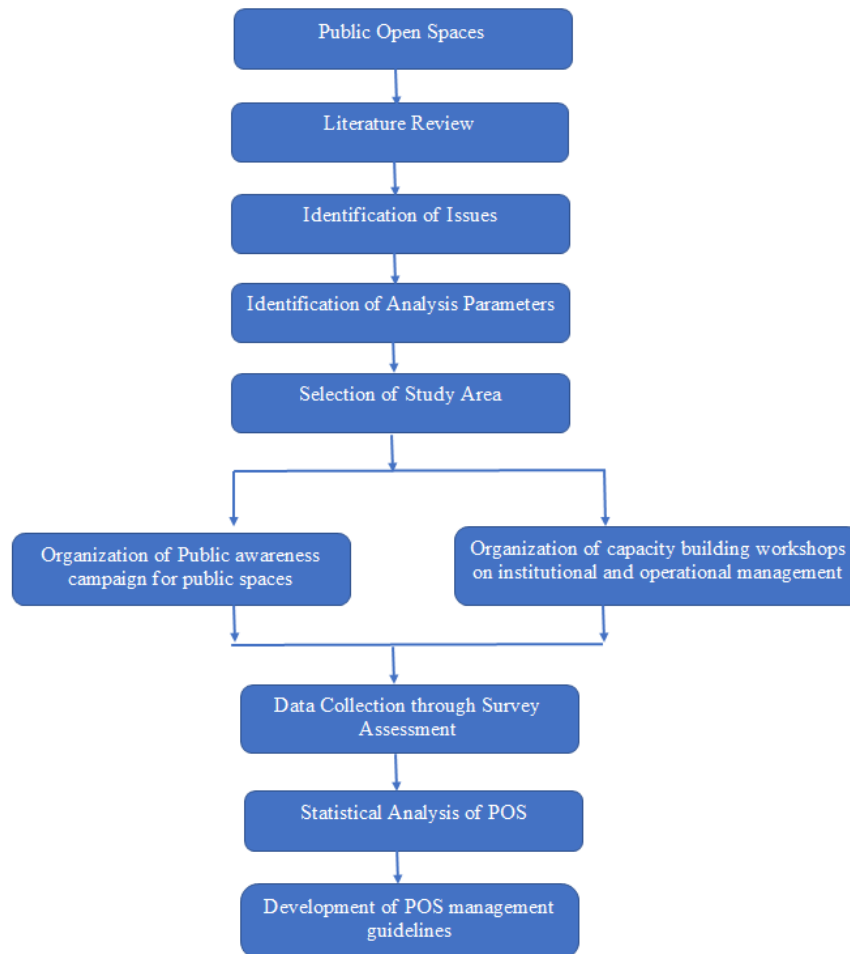 Public Open Spaces
Literature Review
Identification of Issues
Identification of Analysis Parameters
Selection of Study Area
Organization of Public awareness
campaign for public spaces
Organization of capacity building workshops
on institutional and operational management
Data Collection through Survey
Assessment
Statistical Analysis of POS
Development of POS management
guidelines